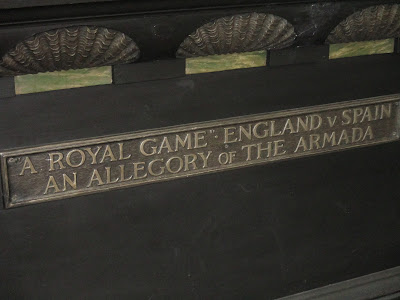 A ROYAL GAME" · ENGLAND v SPAIN
AN ALLEGORY OF THE ARMADA